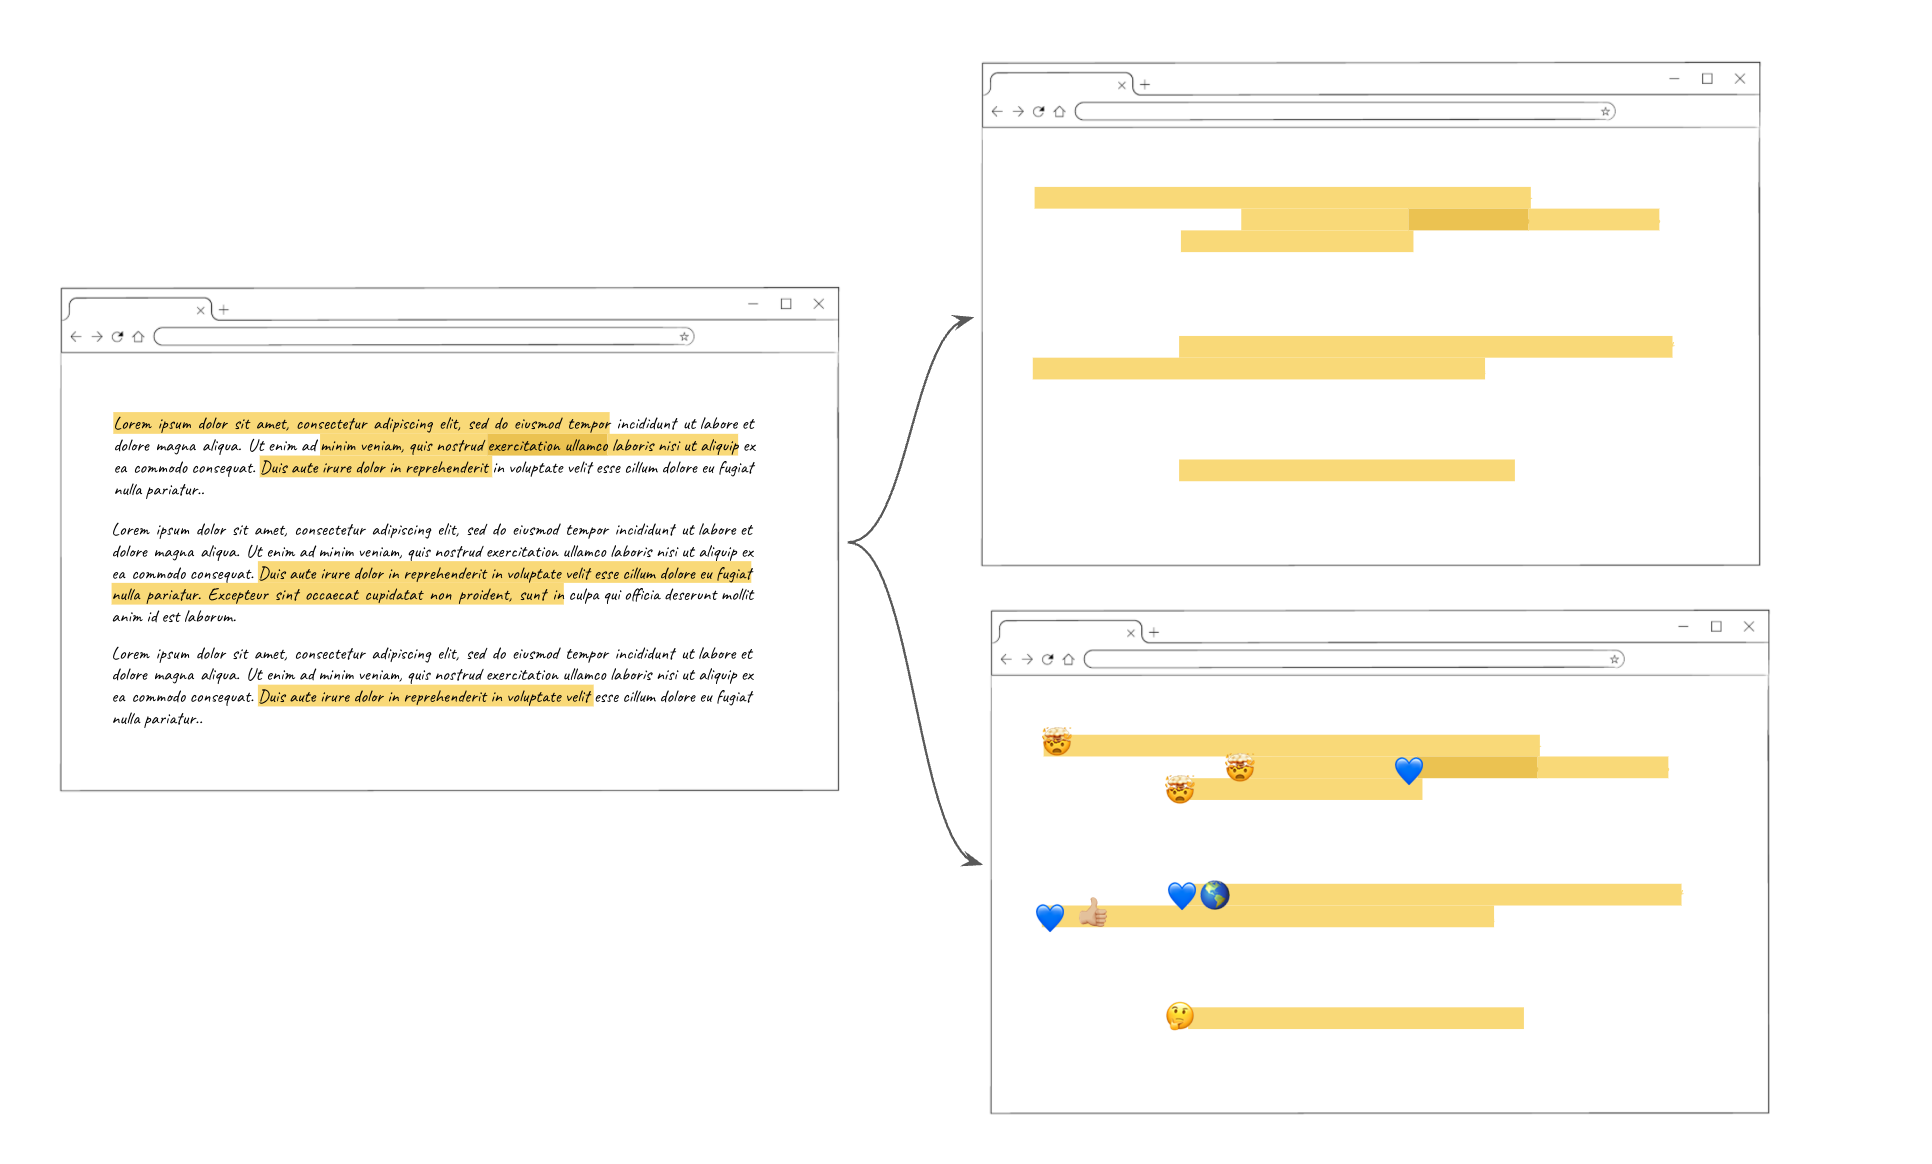 Lorem ipsum dolor sit amet, consectetur adipiscing elit, sed do eiusmod tempor incididunt ut labore et
dolore magna aliqua. Ut enim ad minim veniam, quis nostrud exercitation ullamco laboris nisi ut aliquip ex
ea commodo consequat. Duis aute irure dolor in reprehenderit in voluptate velit esse cillum dolore eu fugiat
nulla pariatur..
Lorem ipsum dolor sit amet, consectetur adipiscing elit, sed do eiusmod tempor incididunt ut labore et
dolore magna aliqua. Ut enim ad minim veniam, quis nostrud exercitation ullamco laboris nisi ut aliquip ex
ea commodo consequat. Duis aute irure dolor in reprehenderit in voluptate velit esse cillum dolore eu fugiat
nulla pariatur. Excepteur sint occaecat cupidatat non proident, sunt in culpa qui officia deserunt mollit
anim id est laborum.
Lorem ipsum dolor sit amet, consectetur adipiscing elit, sed do eiusmod tempor incididunt ut labore et
dolore magna aliqua. Ut enim ad minim veniam, quis nostrud exercitation ullamco laboris nisi ut aliquip ex
ea commodo consequat. Duis aute irure dolor in reprehenderit in voluptate velit esse cillum dolore eu fugiat
nulla pariatur..